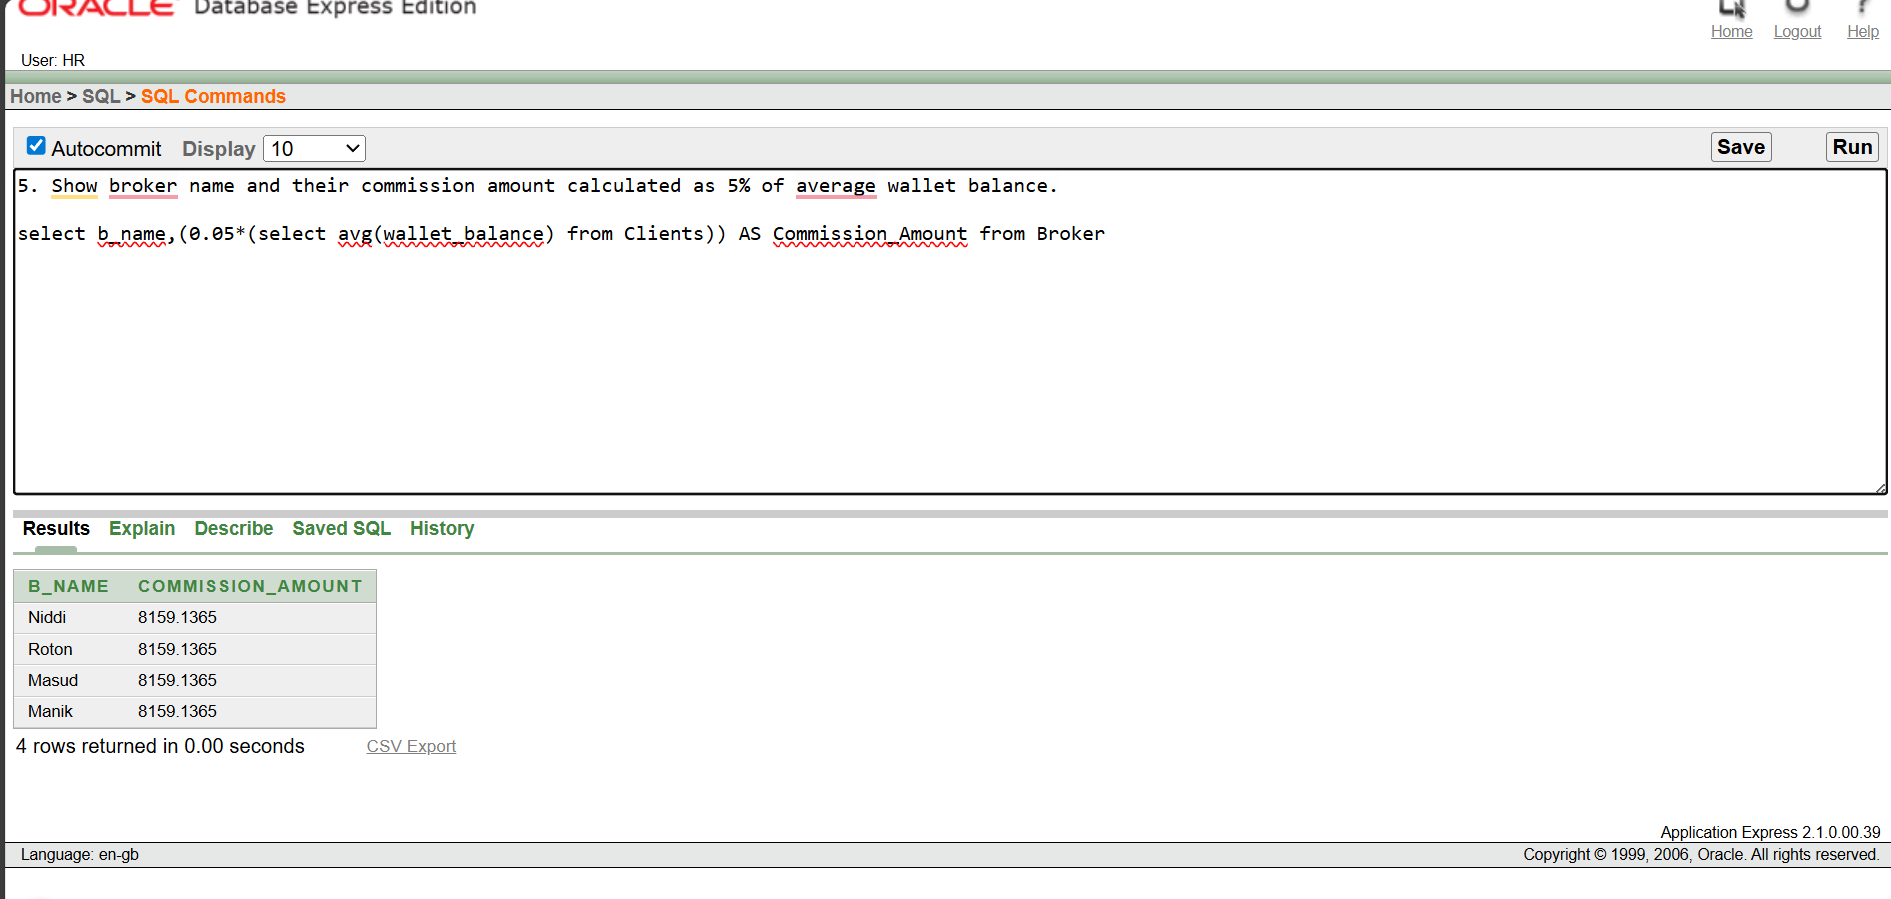 ORACLE Database Express Edition
Home Logout Help
User: HR
Home > SQL > SQL Commands
Autocommit Display 10 Save Run
5. Show broker name and their commission amount calculated as 5% of average wallet balance.
select b_name,(0.05*(select avg(wallet_balance) from Clients)) AS Commission_Amount from Broker
Results Explain Describe Saved SQL History
B_NAME COMMISSION_AMOUNT
Niddi 8159.1365
Roton 8159.1365
Masud 8159.1365
Manik 8159.1365
4 rows returned in 0.00 seconds CSV Export
Application Express 2.1.0.00.39
Language: en-gb Copyright © 1999, 2006, Oracle. All rights reserved.